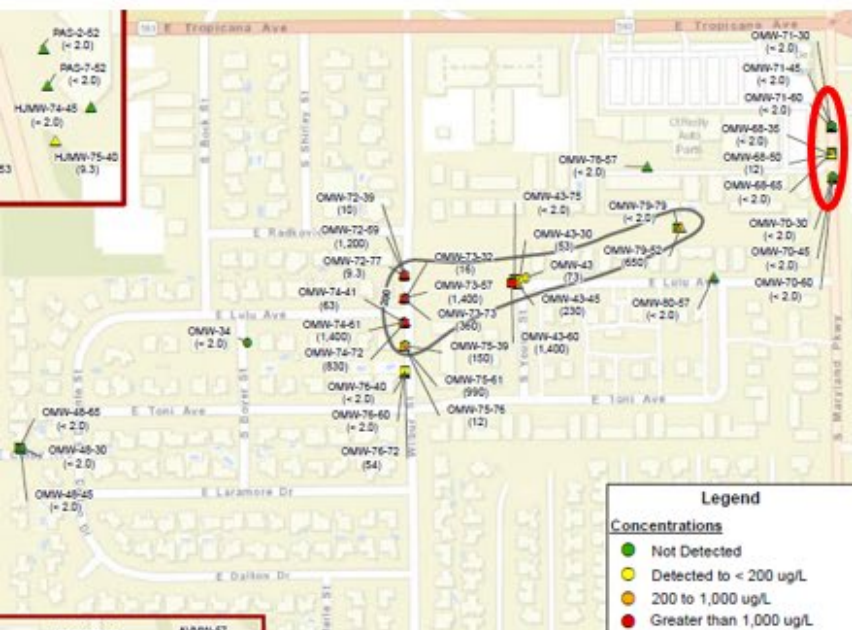 PAS-2-52
(< 2.0)
PAS-7-52
(< 2.0)
HJMW-74-45
(< 2.0)
HJMW-75-40
(9.3)
53
E Tropicana Ave
593
E Tropicana Ave
OMW-71-30
(< 2.0)
OMW-71-45
(< 2.0)
OMW-71-60
(< 2.0)
OMW-68-35
(< 2.0)
OMW-68-50
(12)
OMW-68-65
(< 2.0)
OMW-70-30
(< 2.0)
OMW-70-45
(< 2.0)
OMW-70-60
(< 2.0)
O'Reilly
Auto
Parts
S Bock St
S Shirley St
OMW-78-57
(< 2.0)
OMW-72-39
(10)
OMW-72-59
(1,200)
OMW-72-77
(9.3)
E Radkovich
OMW-43-75
(< 2.0)
OMW-43-30
(53)
OMW-43
(73)
OMW-43-45
(230)
OMW-43-60
(1,400)
OMW-79-79
(< 2.0)
OMW-79-52
(650)
OMW-73-32
(16)
OMW-73-57
(1,400)
OMW-73-73
(360)
OMW-74-41
(63)
OMW-74-61
(1,400)
OMW-74-72
(830)
200
E Lulu Ave
E Lulu A
OMW-80-57
(< 2.0)
OMW-34
(< 2.0)
OMW-75-39
(150)
OMW-75-61
(990)
OMW-75-76
(12)
OMW-76-40
(< 2.0)
OMW-76-60
(< 2.0)
OMW-76-72
(54)
S Boyer St
Wilbur St
S Maryland Pkwy
E Toni Ave
E Toni Ave
OMW-48-65
(< 2.0)
OMW-48-30
(< 2.0)
OMW-48-45
(< 2.0)
E Laramore Dr
E Dalton Dr
Legend
Concentrations
Not Detected
Detected to < 200 ug/L
200 to 1,000 ug/L
Greater than 1,000 ug/L